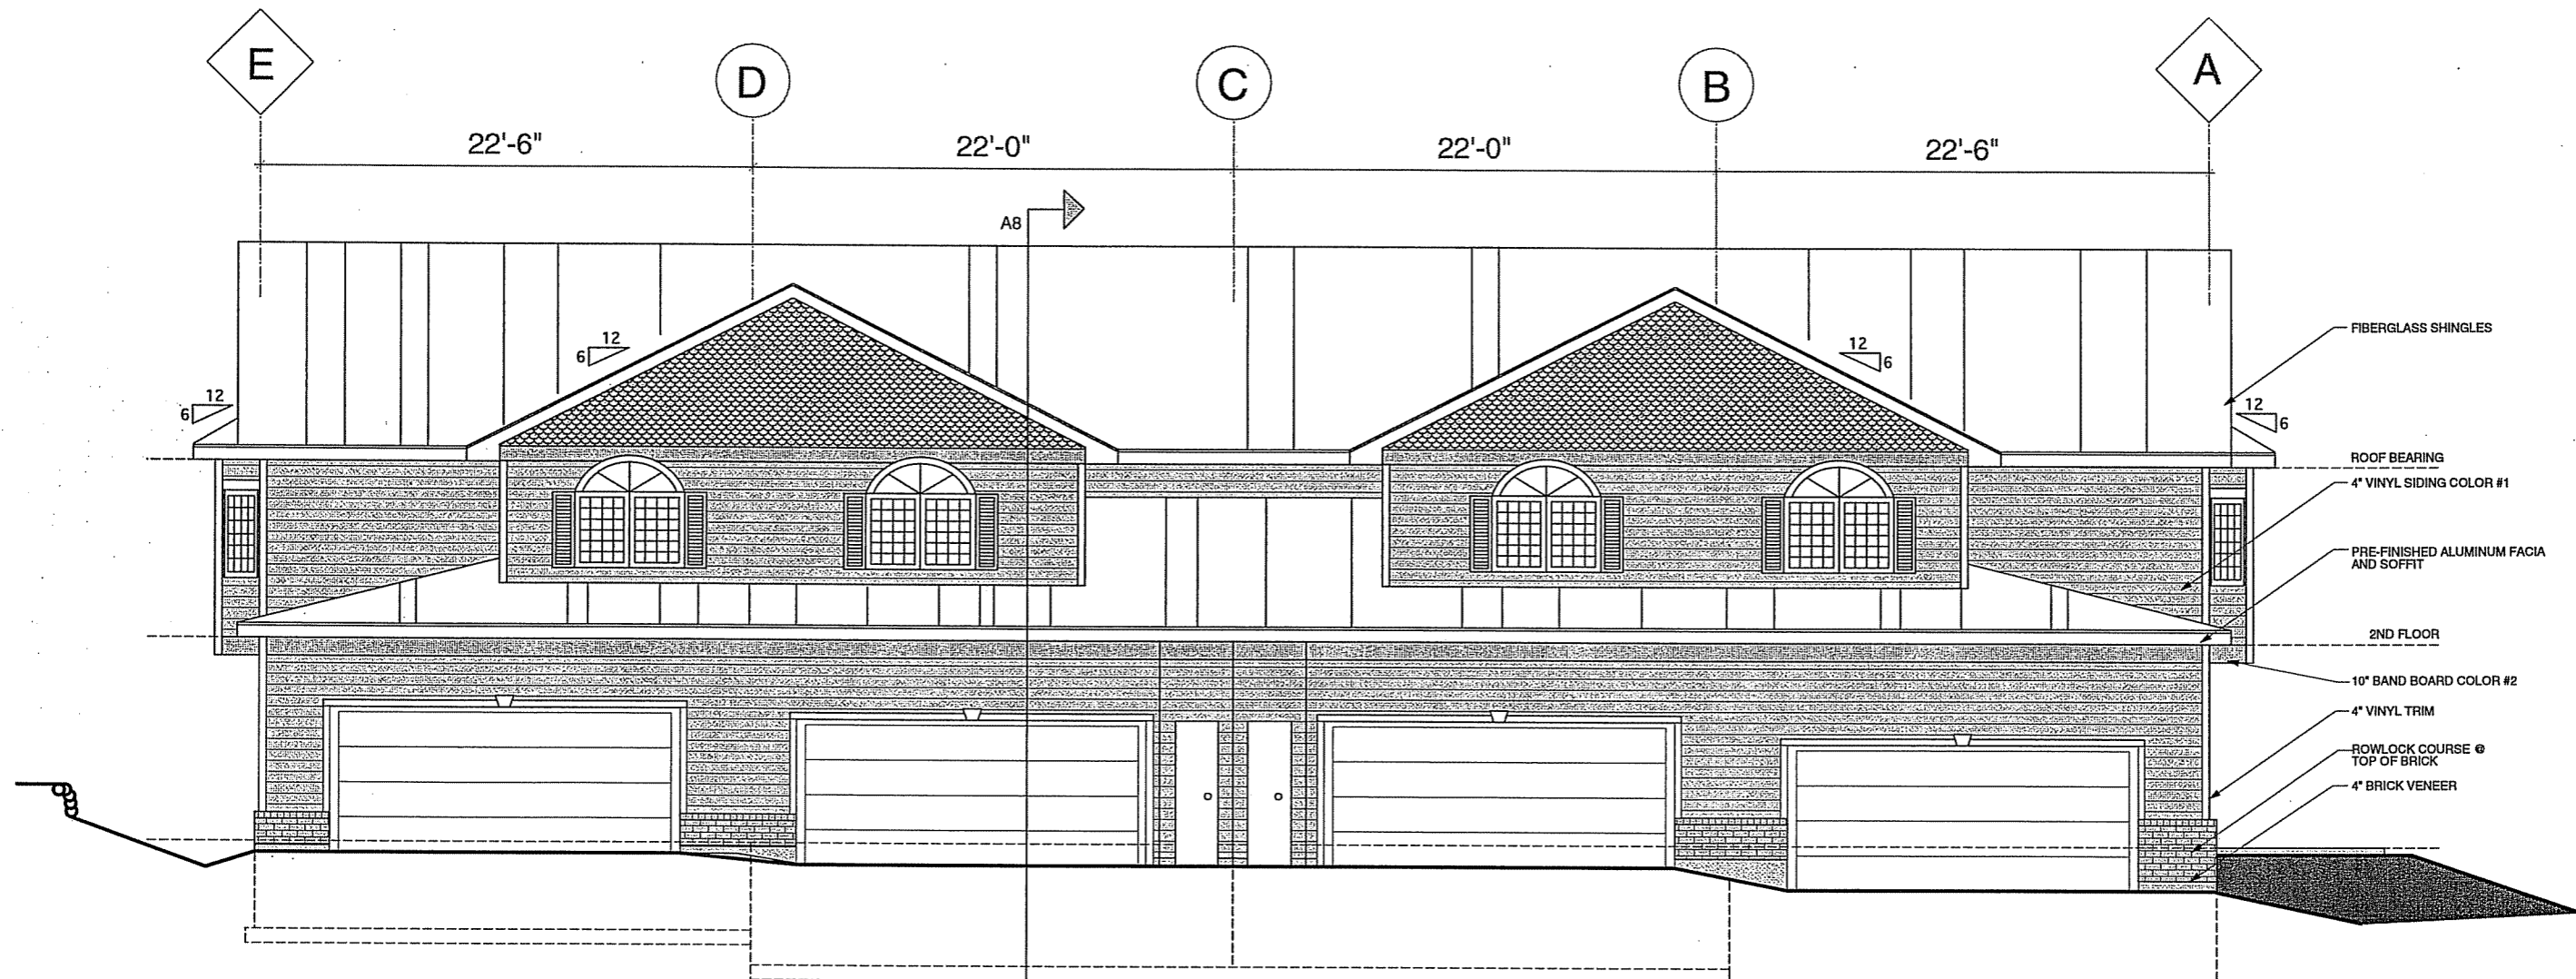 E
D
C
B
A
22'-6"
22'-0"
22'-0"
22'-6"
A8
12
6
12
6
12
6
12
6
FIBERGLASS SHINGLES
ROOF BEARING
4" VINYL SIDING COLOR #1
PRE-FINISHED ALUMINUM FACIA
AND SOFFIT
2ND FLOOR
10" BAND BOARD COLOR #2
4" VINYL TRIM
ROWLOCK COURSE @
TOP OF BRICK
4" BRICK VENEER